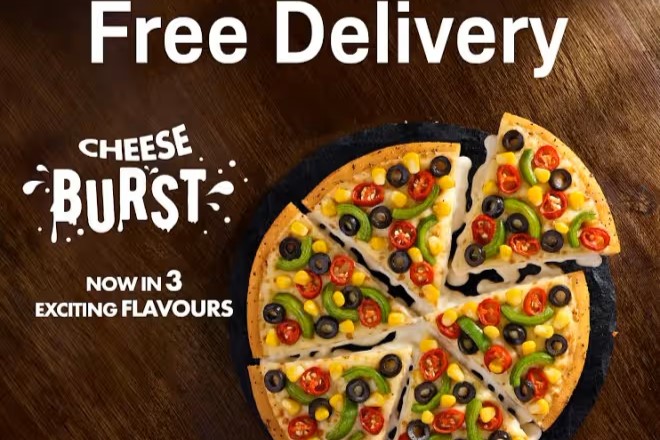 Free Delivery
CHEESE
BURST
NOW IN 3
EXCITING FLAVOURS